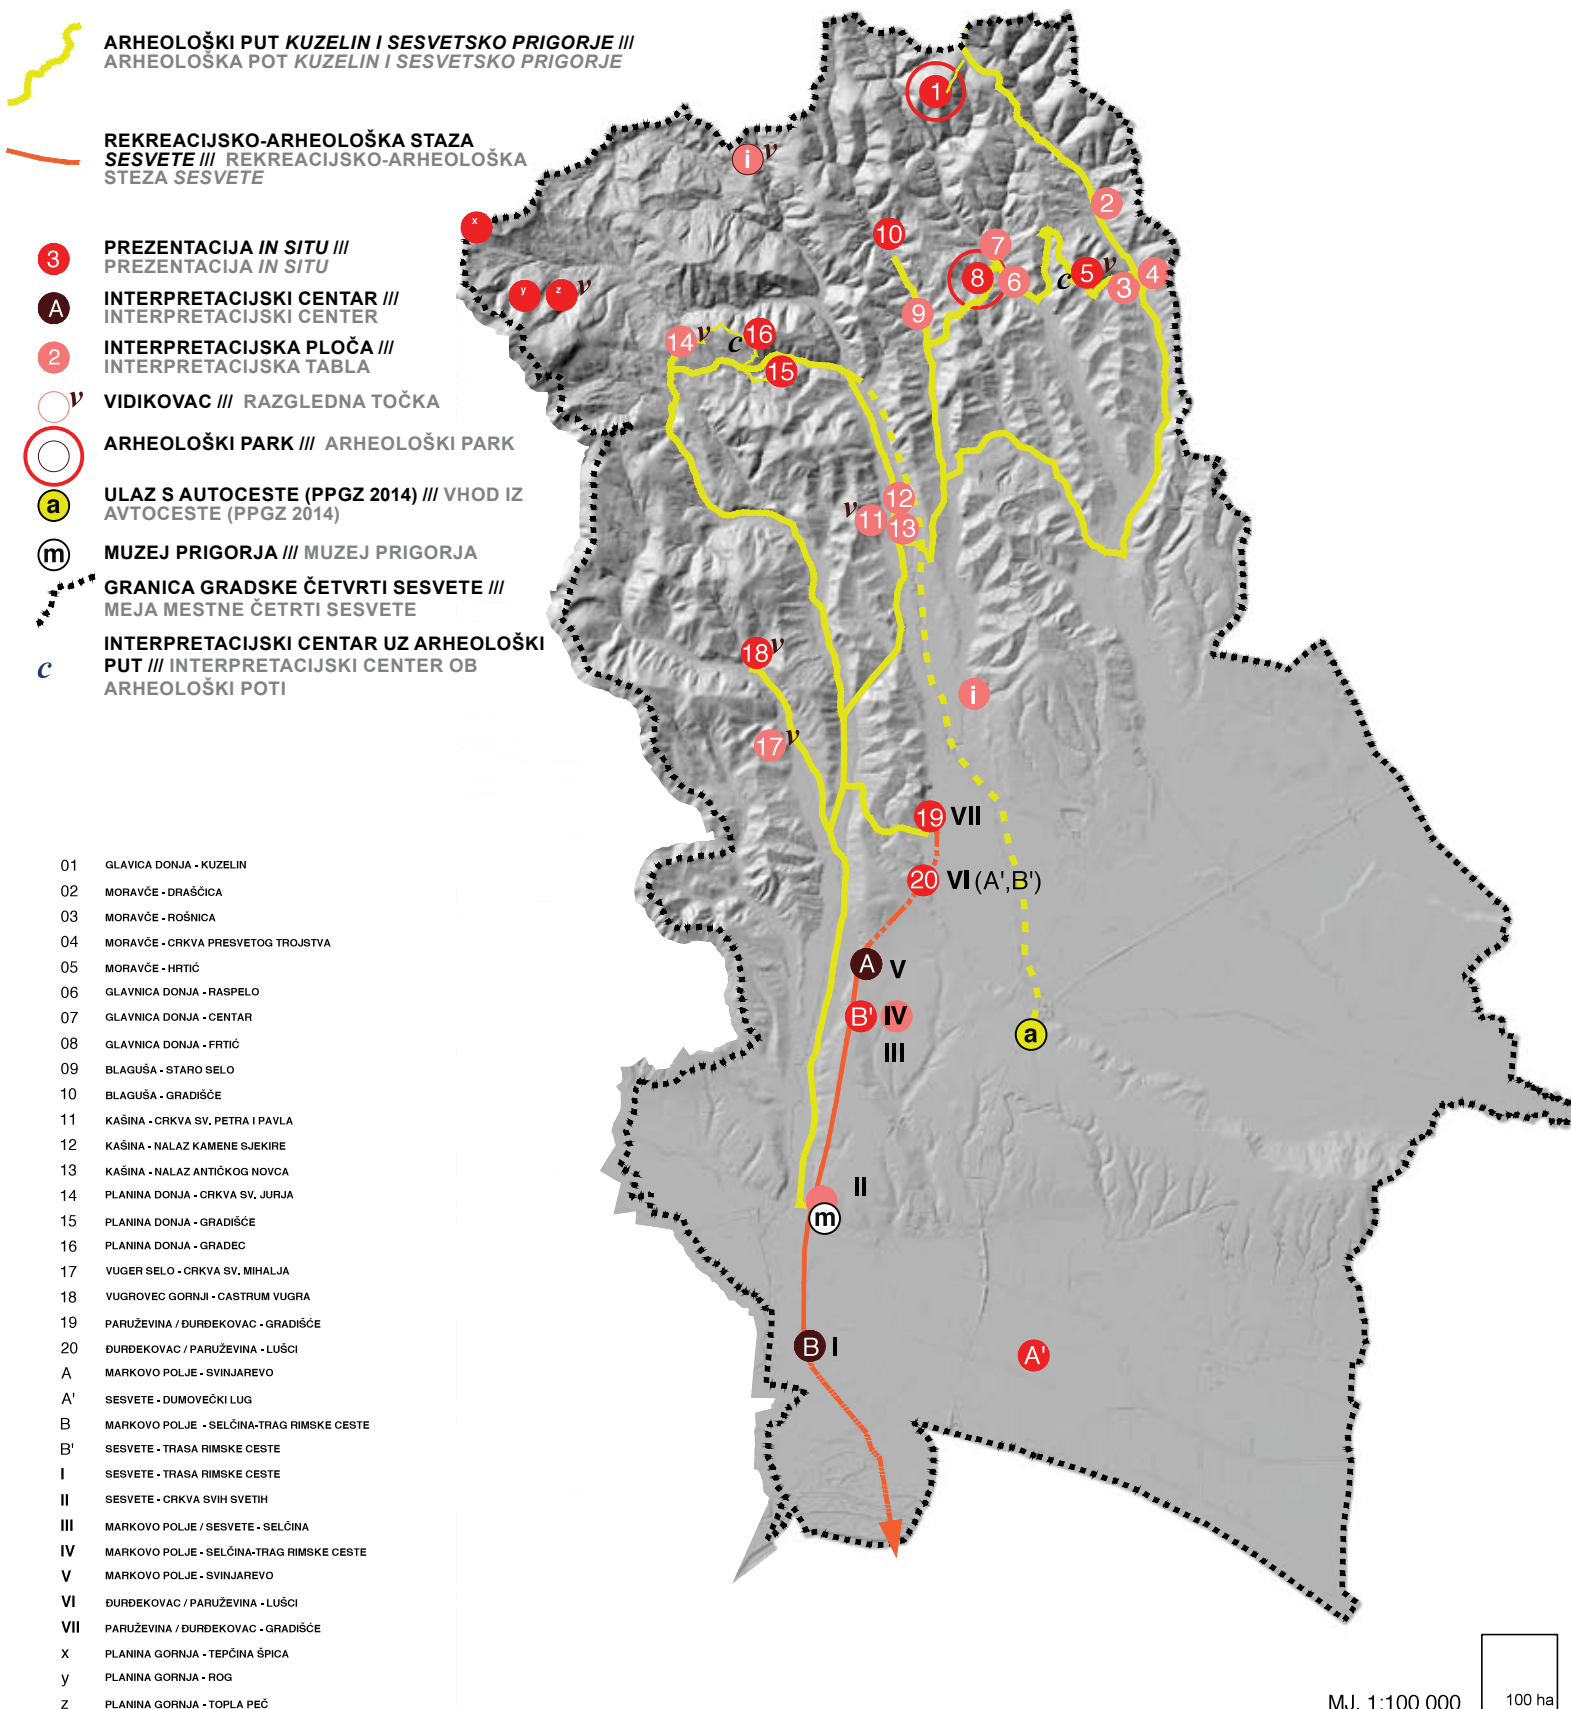 ARHEOLOŠKI PUT KUZELIN I SESVETSKO PRIGORJE ///
ARHEOLOŠKA POT KUZELIN I SESVETSKO PRIGORJE
REKREACIJSKO-ARHEOLOŠKA STAZA
SESVETE /// REKREACIJSKO-ARHEOLOŠKA
STEZA SESVETE
3 PREZENTACIJA IN SITU ///
PREZENTACIJA IN SITU
A INTERPRETACIJSKI CENTAR ///
INTERPRETACIJSKI CENTER
2 INTERPRETACIJSKA PLOČA ///
INTERPRETACIJSKA TABLA
v VIDIKOVAC /// RAZGLEDNA TOČKA
ARHEOLOŠKI PARK /// ARHEOLOŠKI PARK
a ULAZ S AUTOCESTE (PPGZ 2014) /// VHOD IZ
AVTOCESTE (PPGZ 2014)
m MUZEJ PRIGORJA /// MUZEJ PRIGORJA
GRANICA GRADSKE ČETVRTI SESVETE ///
MEJA MESTNE ČETRTI SESVETE
INTERPRETACIJSKI CENTAR UZ ARHEOLOŠKI
c PUT /// INTERPRETACIJSKI CENTER OB
ARHEOLOŠKI POTI
01 GLAVICA DONJA - KUZELIN
02 MORAVČE - DRAŠČICA
03 MORAVČE - ROŠNICA
04 MORAVČE - CRKVA PRESVETOG TROJSTVA
05 MORAVČE - HRTIĆ
06 GLAVNICA DONJA - RASPELO
07 GLAVNICA DONJA - CENTAR
08 GLAVNICA DONJA - FRTIĆ
09 BLAGUŠA - STARO SELO
10 BLAGUŠA - GRADIŠČE
11 KAŠINA - CRKVA SV. PETRA I PAVLA
12 KAŠINA - NALAZ KAMENE SJEKIRE
13 KAŠINA - NALAZ ANTIČKOG NOVCA
14 PLANINA DONJA - CRKVA SV. JURJA
15 PLANINA DONJA - GRADIŠĆE
16 PLANINA DONJA - GRADEC
17 VUGER SELO - CRKVA SV. MIHALJA
18 VUGROVEC GORNJI - CASTRUM VUGRA
19 PARUŽEVINA / ĐURĐEKOVAC - GRADIŠĆE
20 ĐURĐEKOVAC / PARUŽEVINA - LUŠCI
A MARKOVO POLJE - SVINJAREVO
A' SESVETE - DUMOVEČKI LUG
B MARKOVO POLJE - SELČINA-TRAG RIMSKE CESTE
B' SESVETE - TRASA RIMSKE CESTE
I SESVETE - TRASA RIMSKE CESTE
II SESVETE - CRKVA SVIH SVETIH
III MARKOVO POLJE / SESVETE - SELČINA
IV MARKOVO POLJE - SELČINA-TRAG RIMSKE CESTE
V MARKOVO POLJE - SVINJAREVO
VI ĐURĐEKOVAC / PARUŽEVINA - LUŠCI
VII PARUŽEVINA / ĐURĐEKOVAC - GRADIŠĆE
x PLANINA GORNJA - TEPČINA ŠPICA
y PLANINA GORNJA - ROG
z PLANINA GORNJA - TOPLA PEČ
1
i v
2
x
10
7
8
6
c 5 v
3
4
y
z v
9
14 v
c 16
15
12
v 11
13
18 v
i
17 v
19 VII
20 VI (A',B')
A V
B' IV
III
a
II
m
B I
A'
MJ. 1:100 000
100 ha